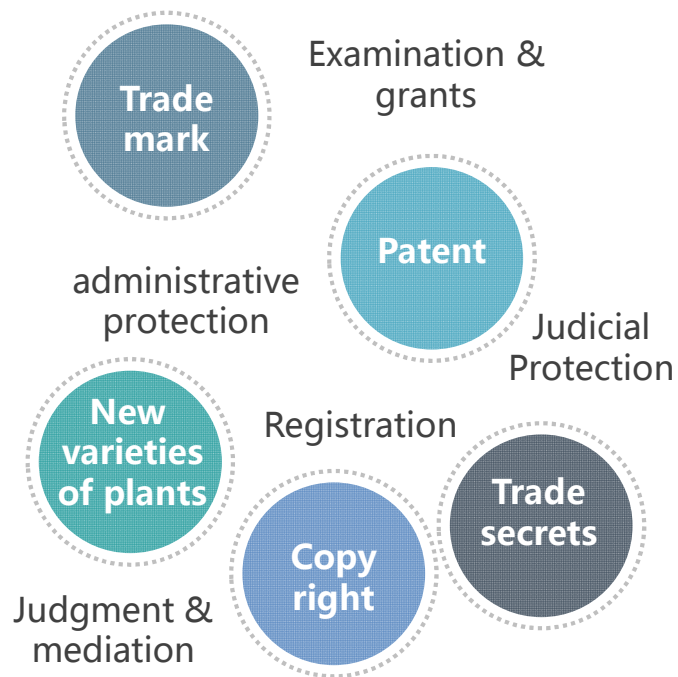 Trade
mark
Examination &
grants
Patent
administrative
protection
Judicial
Protection
New
varieties
of plants
Registration
Trade
secrets
Copy
right
Judgment &
mediation